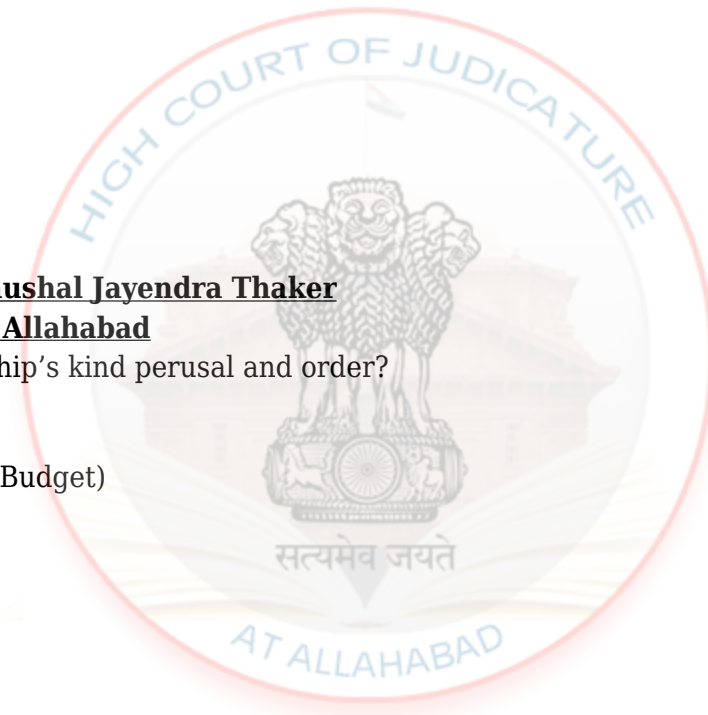 HIGH COURT OF JUDICATURE
ushal Jayendra Thaker
Allahabad
hip’s kind perusal and order?
Budget)
सत्यमेव जयते
AT ALLAHABAD